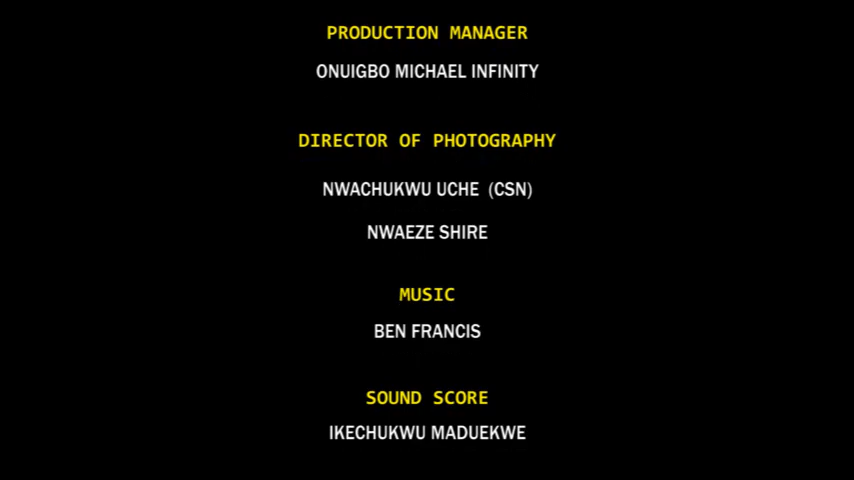 PRODUCTION MANAGER
ONUIGBO MICHAEL INFINITY
DIRECTOR OF PHOTOGRAPHY
NWACHUKWU UCHE (CSN)
NWAEZE SHIRE
MUSIC
BEN FRANCIS
SOUND SCORE
IKECHUKWU MADUEKWE